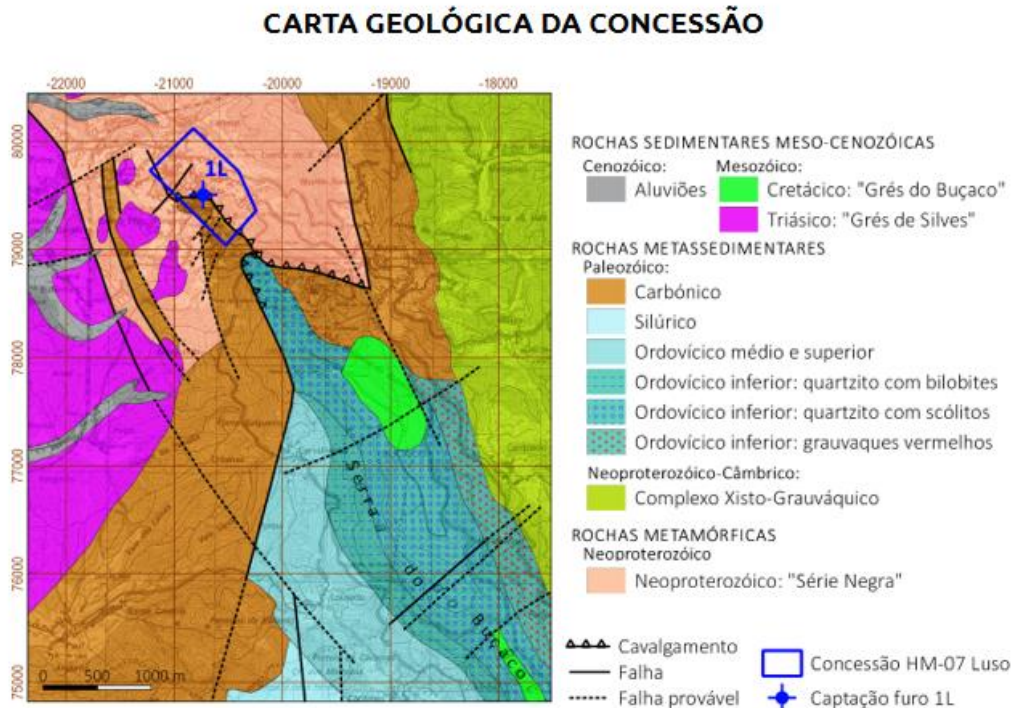 CARTA GEOLÓGICA DA CONCESSÃO
-22000 -21000 -20000 -19000 -18000
80000
79000
78000
77000
76000
75000
1L
Serra do Buçaco
0 500 1000 m
ROCHAS SEDIMENTARES MESO-CENOZÓICAS
Cenozóico: Mesozóico:
Aluviões Cretácico: "Grés do Buçaco"
Triásico: "Grés de Silves"
ROCHAS METASSEDIMENTARES
Paleozóico:
Carbónico
Silúrico
Ordovícico médio e superior
Ordovícico inferior: quartzito com bilobites
Ordovícico inferior: quartzito com scólitos
Ordovícico inferior: grauvaques vermelhos
Neoproterozóico-Câmbrico:
Complexo Xisto-Grauváquico
ROCHAS METAMÓRFICAS
Neoproterozóico
Neoproterozóico: "Série Negra"
Cavalgamento
Falha
Falha provável
Concessão HM-07 Luso
Captação furo 1L